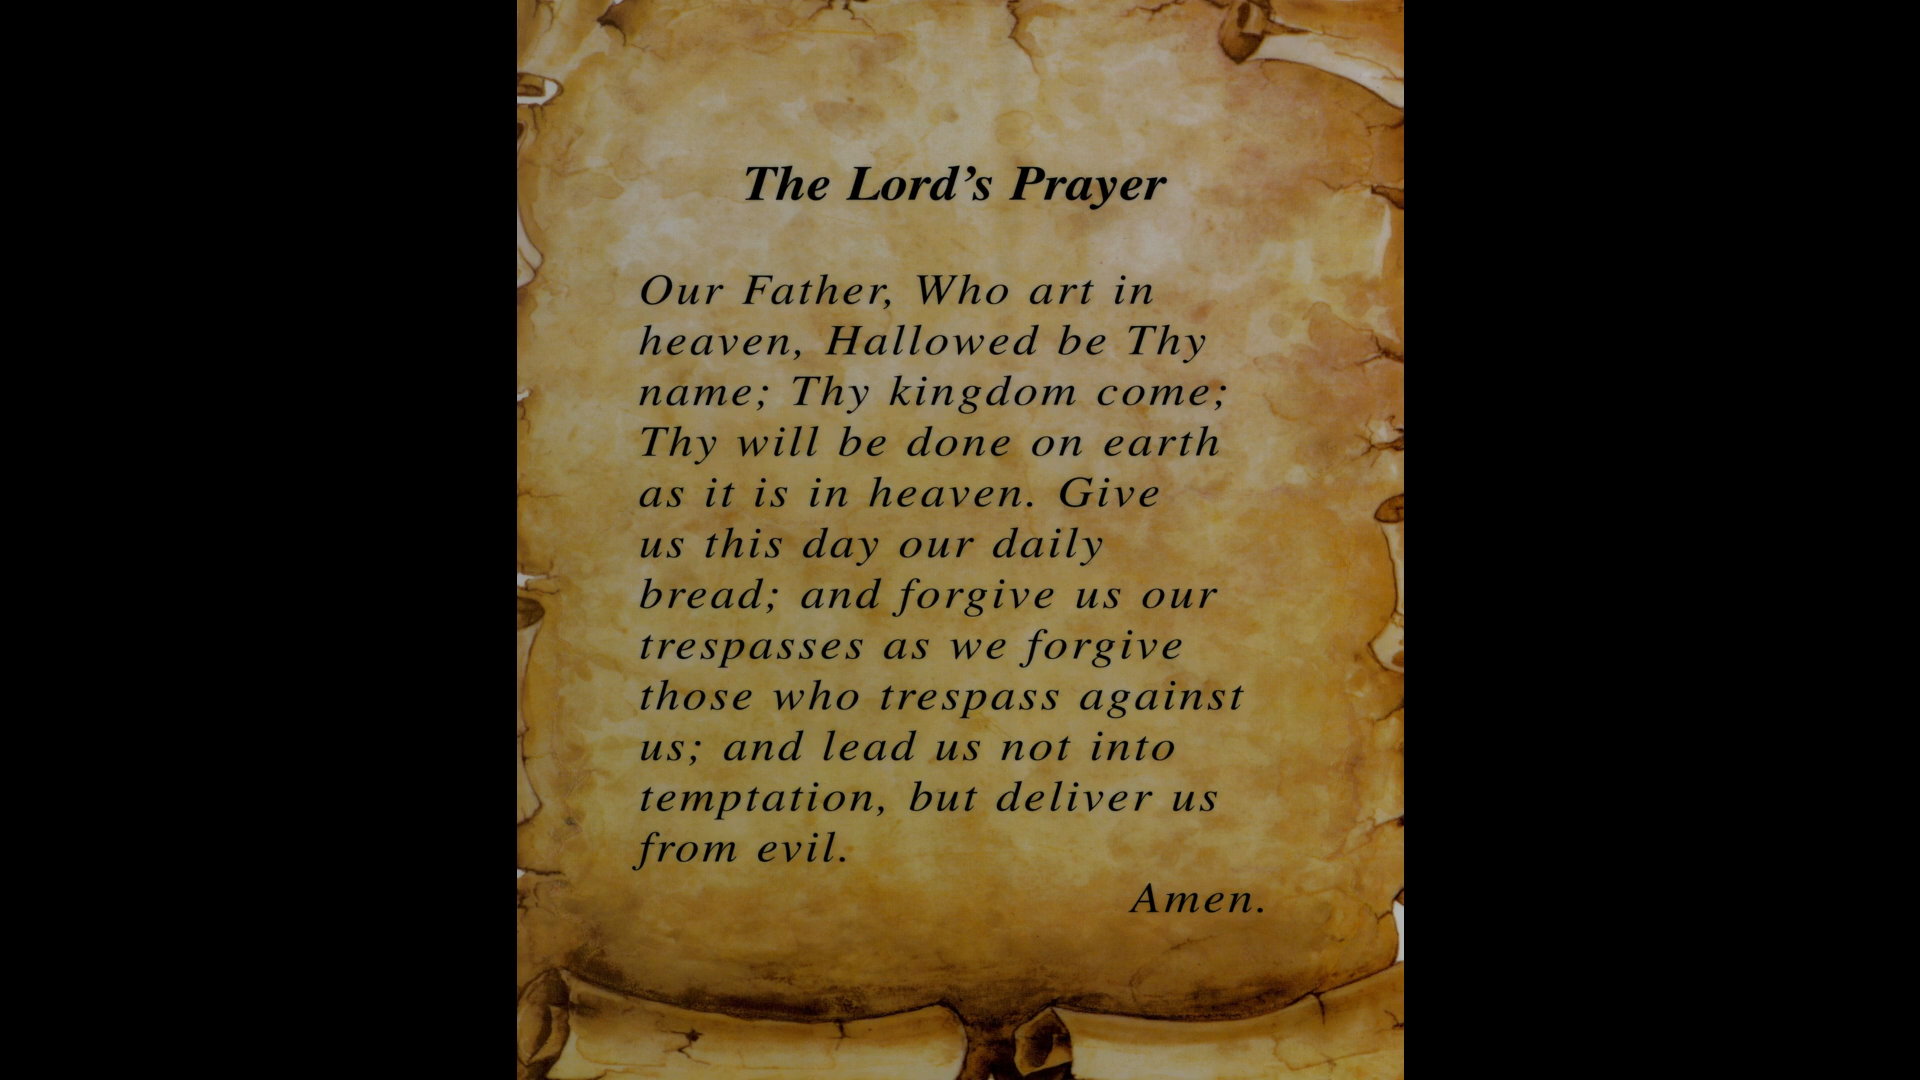 The Lord’s Prayer
Our Father, Who art in
heaven, Hallowed be Thy
name; Thy kingdom come;
Thy will be done on earth
as it is in heaven. Give
us this day our daily
bread; and forgive us our
trespasses as we forgive
those who trespass against
us; and lead us not into
temptation, but deliver us
from evil.
Amen.